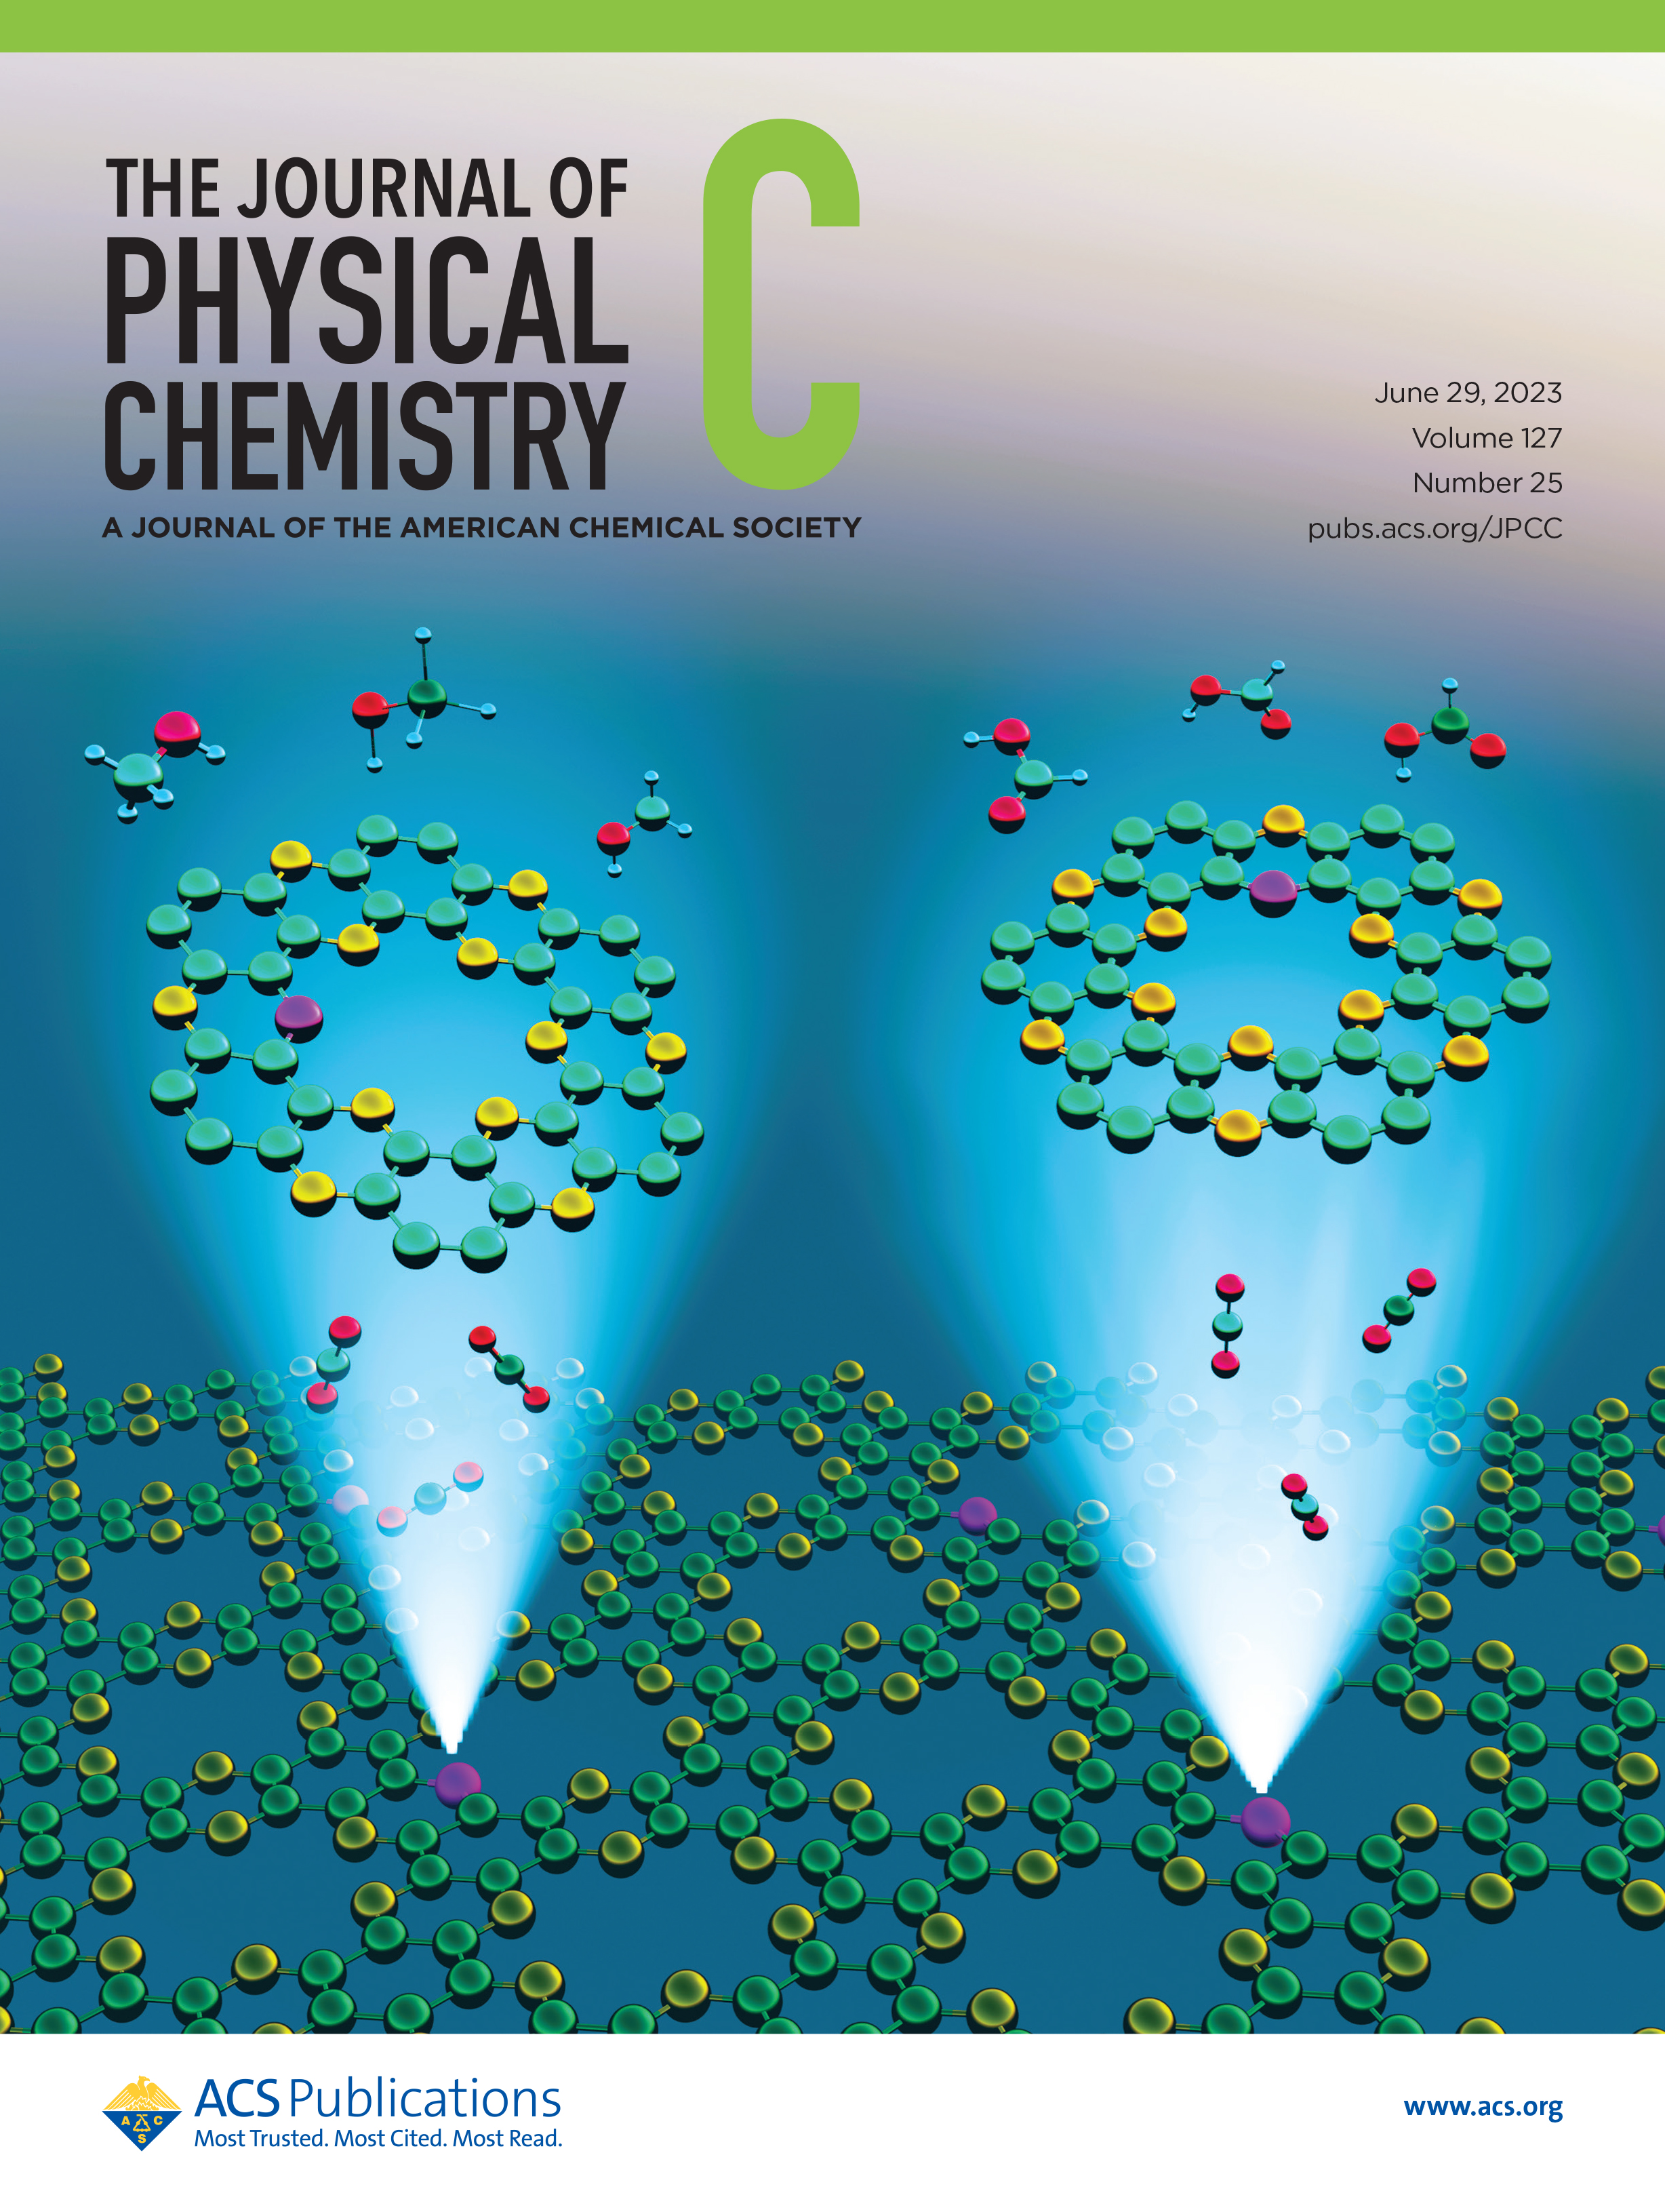 THE JOURNAL OF
PHYSICAL
CHEMISTRY
C
A JOURNAL OF THE AMERICAN CHEMICAL SOCIETY
June 29, 2023
Volume 127
Number 25
pubs.acs.org/JPCC
A C
S
ACS Publications
Most Trusted. Most Cited. Most Read.
www.acs.org